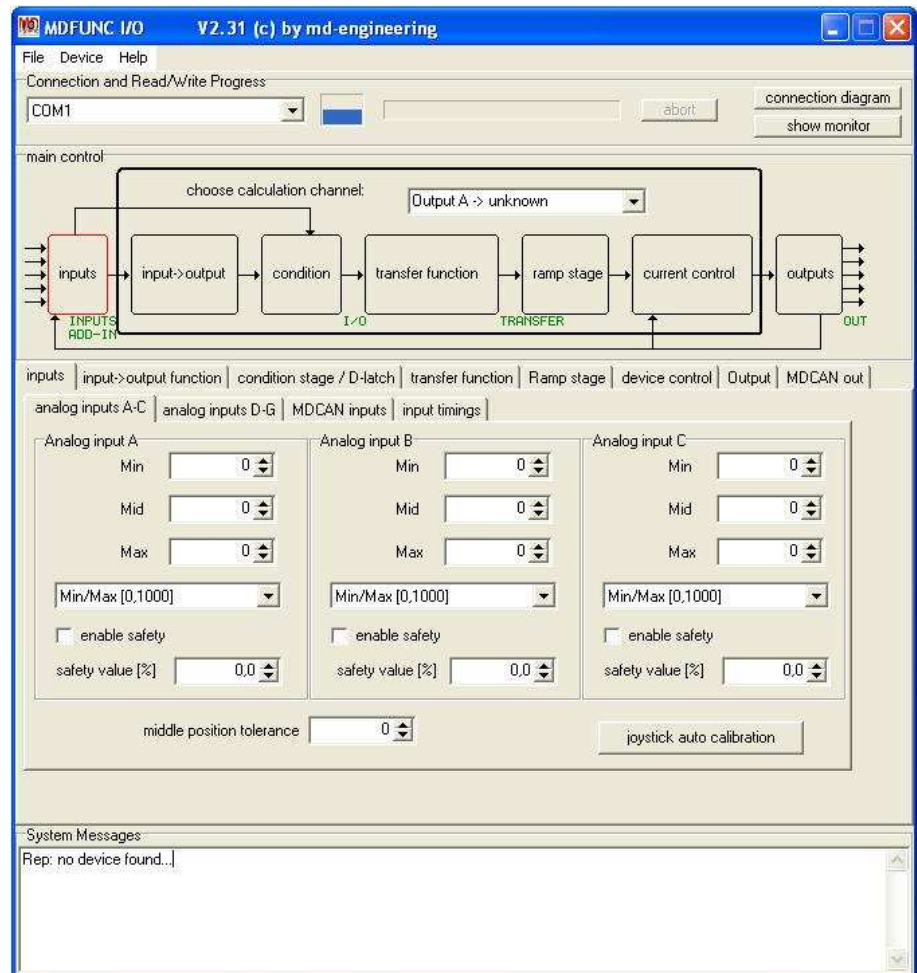 MDFUNC I/O V2.31 (c) by md-engineering
File Device Help
Connection and Read/Write Progress
COM1
abort
connection diagram
show monitor
main control
choose calculation channel:
Output A -> unknown
inputs
input->output
condition
transfer function
ramp stage
current control
outputs
INPUTS
ADD-IN
I/O
TRANSFER
OUT
inputs input->output function condition stage / D-latch transfer function Ramp stage device control Output MDCAN out
analog inputs A-C analog inputs D-G MDCAN inputs input timings
Analog input A
Min 0
Mid 0
Max 0
Min/Max [0,1000]
enable safety
safety value [%] 0,0
Analog input B
Min 0
Mid 0
Max 0
Min/Max [0,1000]
enable safety
safety value [%] 0,0
Analog input C
Min 0
Mid 0
Max 0
Min/Max [0,1000]
enable safety
safety value [%] 0,0
middle position tolerance 0
joystick auto calibration
System Messages
Rep: no device found...